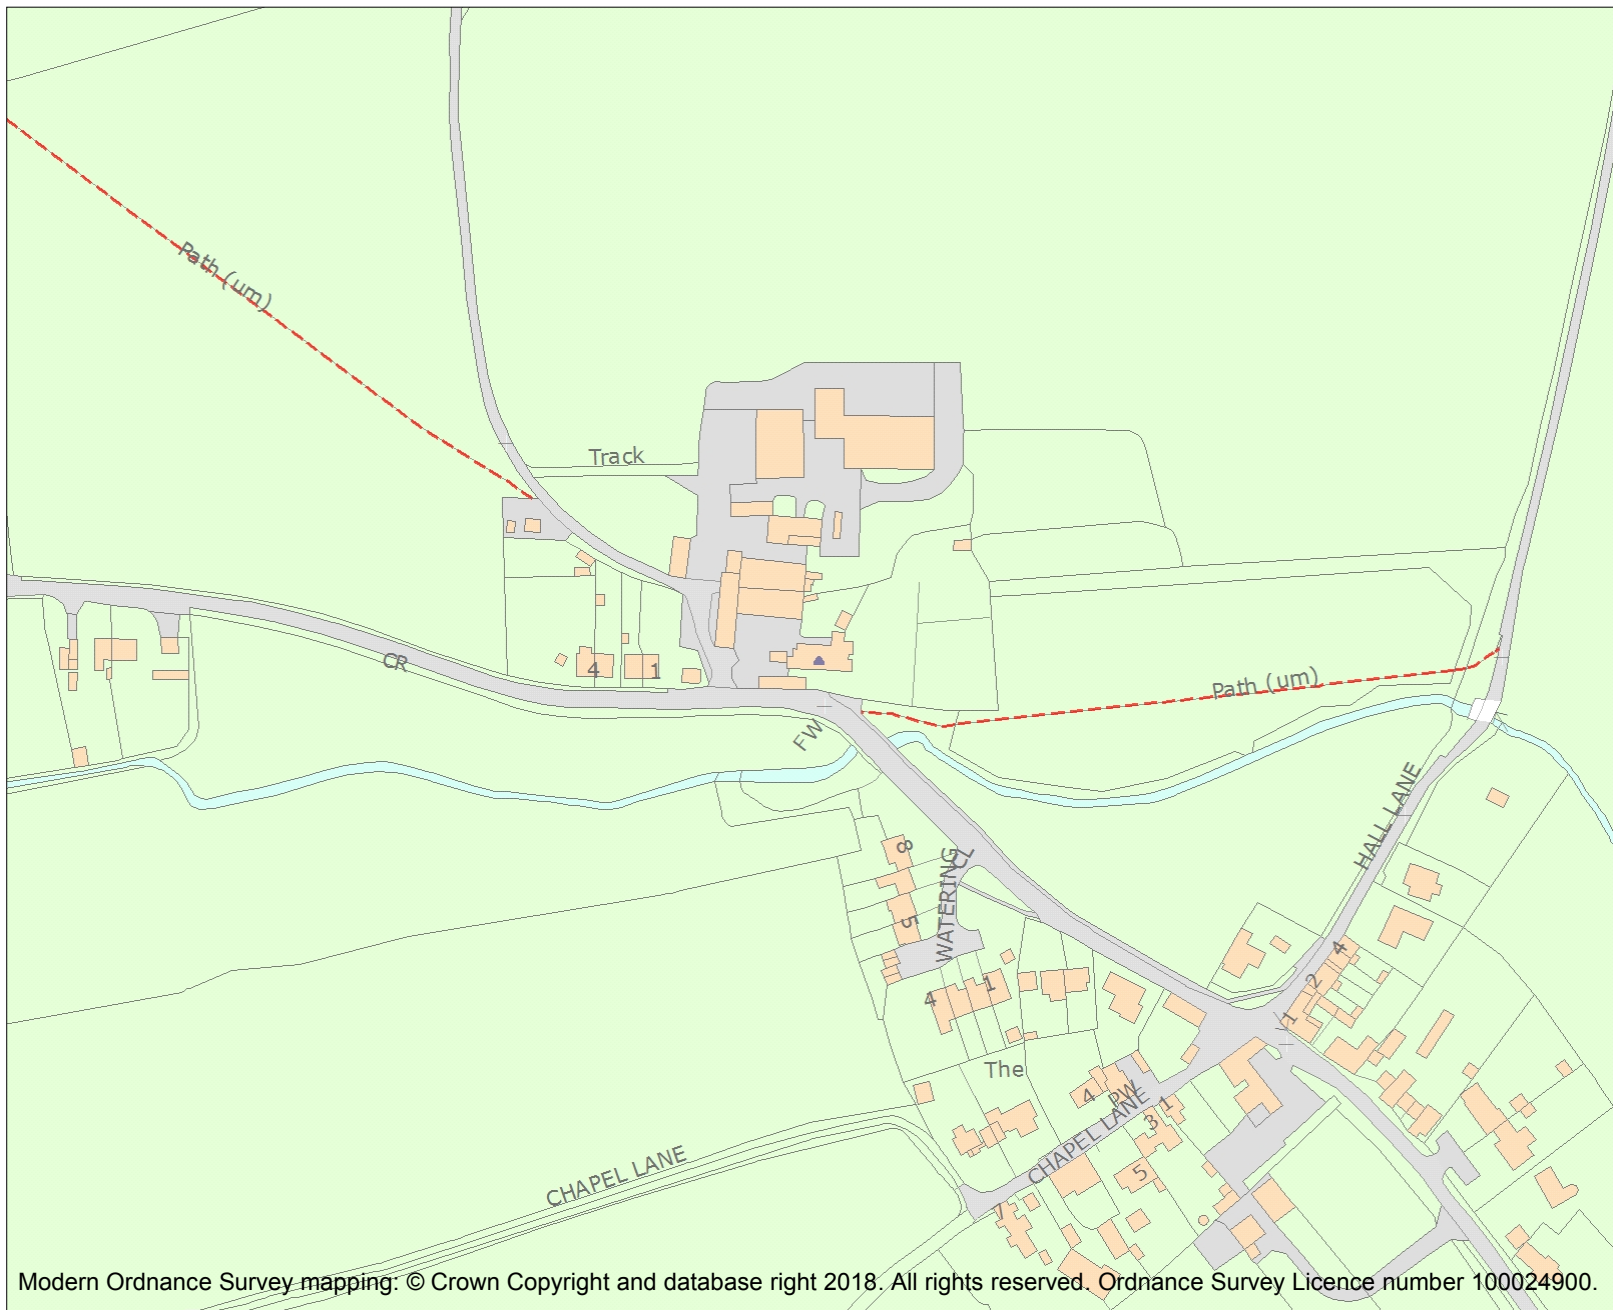 Path (um)
Track
CR
4
1
Path (um)
FW
HALL LANE
8
WATERING
CL
5
4
4
1
2
1
The
4
PW
CHAPEL LANE
1
3
5
CHAPEL LANE
7
Modern Ordnance Survey mapping: © Crown Copyright and database right 2018. All rights reserved. Ordnance Survey Licence number 100024900.